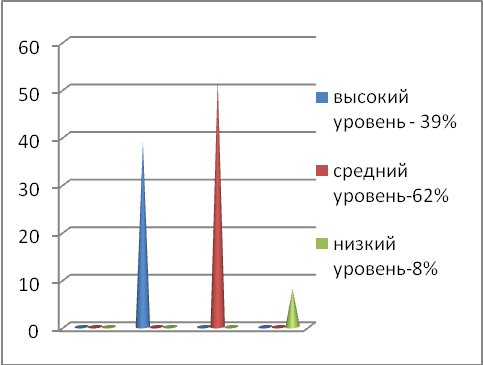 60
50
40
30
20
10
0
высокий
уровень - 39%
средний
уровень-62%
низкий
уровень-8%